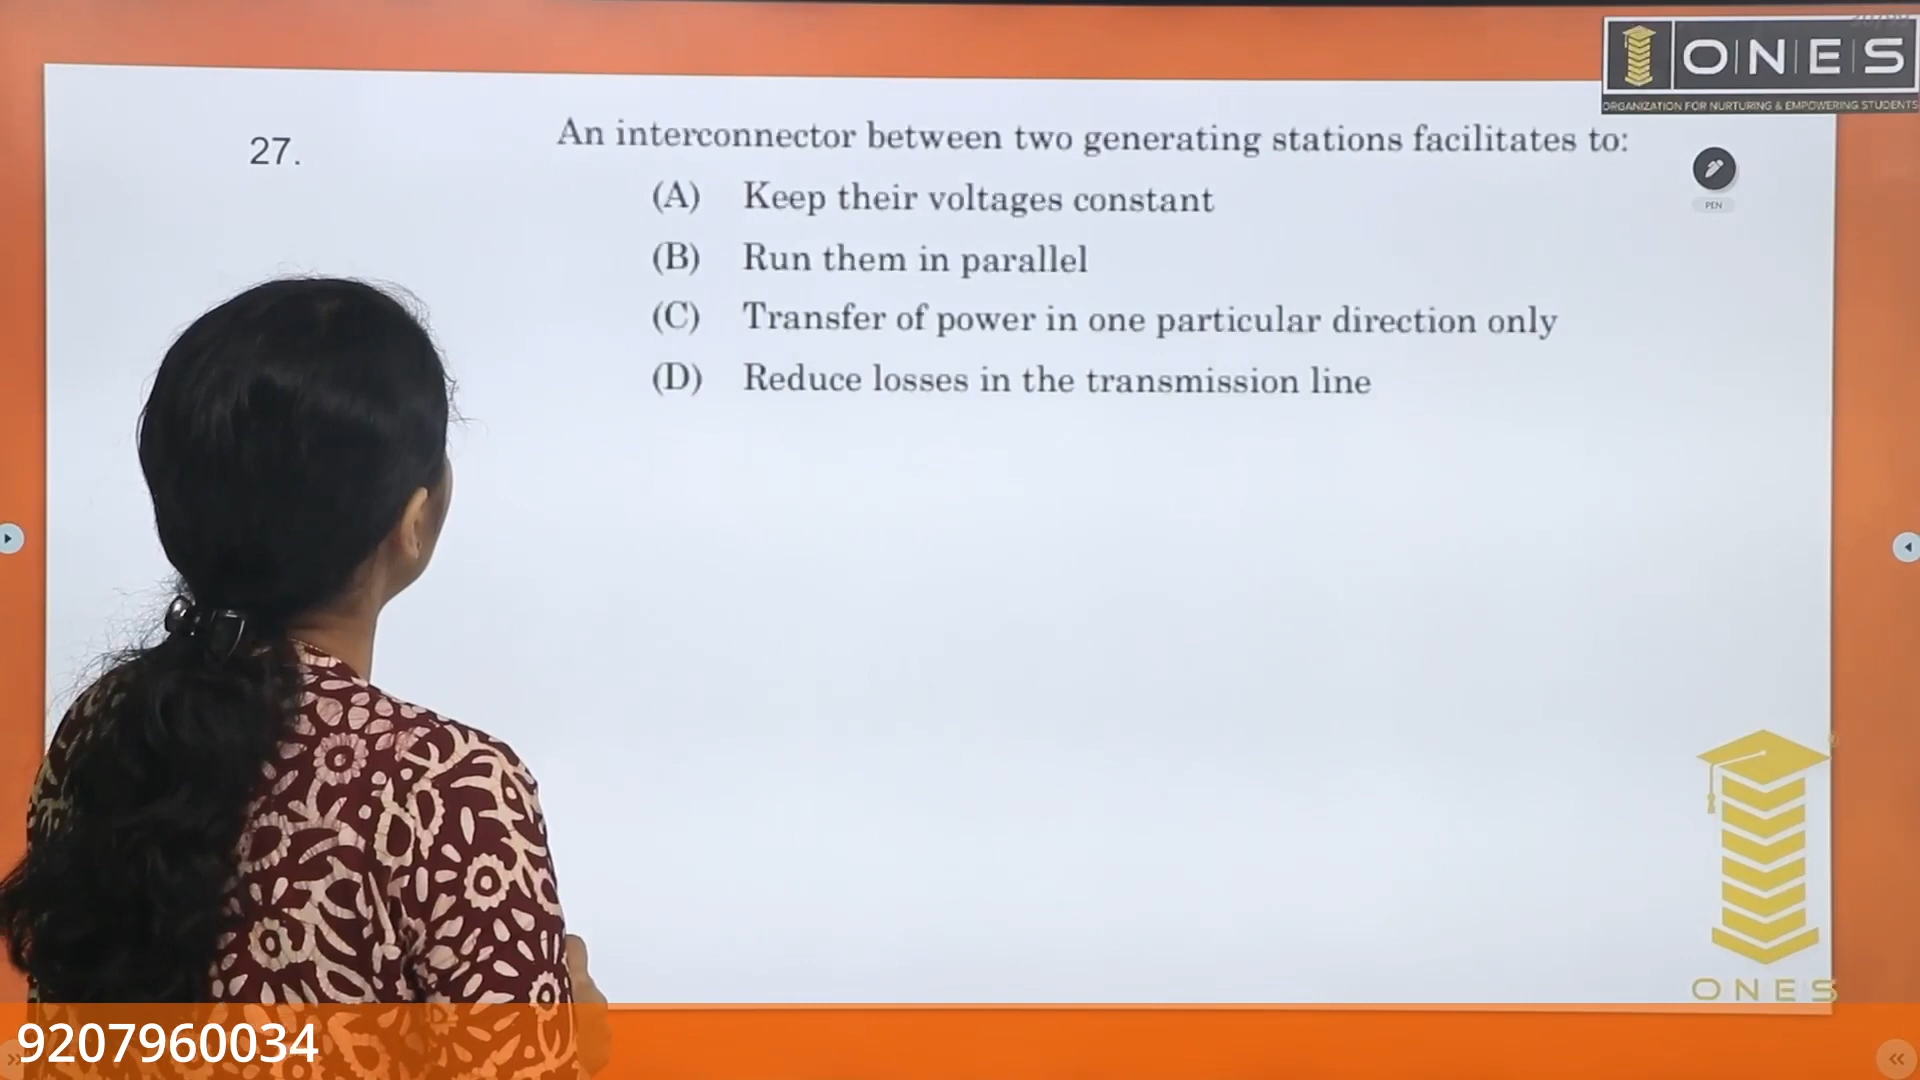 O|N|E|S
ORGANIZATION FOR NURTURING & EMPOWERING STUDENTS
27. An interconnector between two generating stations facilitates to:
(A) Keep their voltages constant
(B) Run them in parallel
(C) Transfer of power in one particular direction only
(D) Reduce losses in the transmission line
PEN
ONES
9207960034